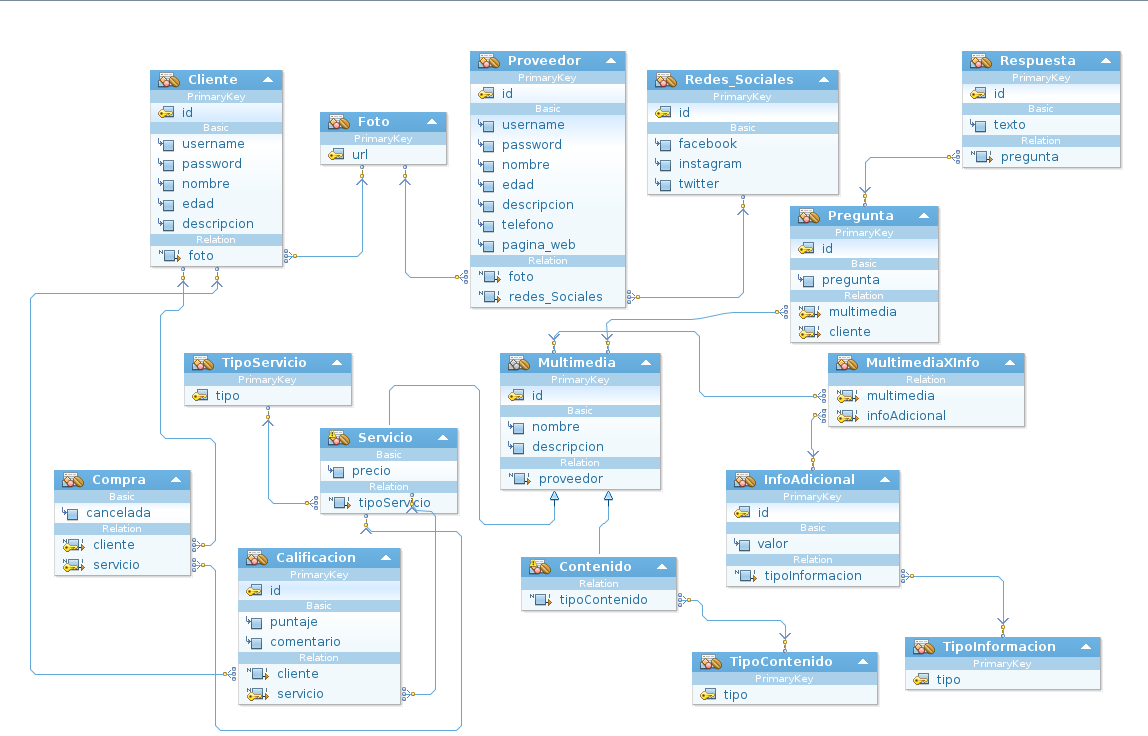 Cliente
PrimaryKey
id
Basic
username
password
nombre
edad
descripcion
Relation
foto
Foto
PrimaryKey
url
Proveedor
PrimaryKey
id
Basic
username
password
nombre
edad
descripcion
telefono
pagina_web
Relation
foto
redes_Sociales
Redes_Sociales
PrimaryKey
id
Basic
facebook
instagram
twitter
Respuesta
PrimaryKey
id
Basic
texto
Relation
pregunta
Pregunta
PrimaryKey
id
Basic
pregunta
Relation
multimedia
cliente
TipoServicio
PrimaryKey
tipo
Servicio
Basic
precio
Relation
tipoServicio
Multimedia
PrimaryKey
id
Basic
nombre
descripcion
Relation
proveedor
MultimediaXInfo
Relation
multimedia
infoAdicional
Compra
Basic
cancelada
Relation
cliente
servicio
Calificacion
PrimaryKey
id
Basic
puntaje
comentario
Relation
cliente
servicio
Contenido
Relation
tipoContenido
InfoAdicional
PrimaryKey
id
Basic
valor
Relation
tipoInformacion
TipoContenido
PrimaryKey
tipo
TipoInformacion
PrimaryKey
tipo